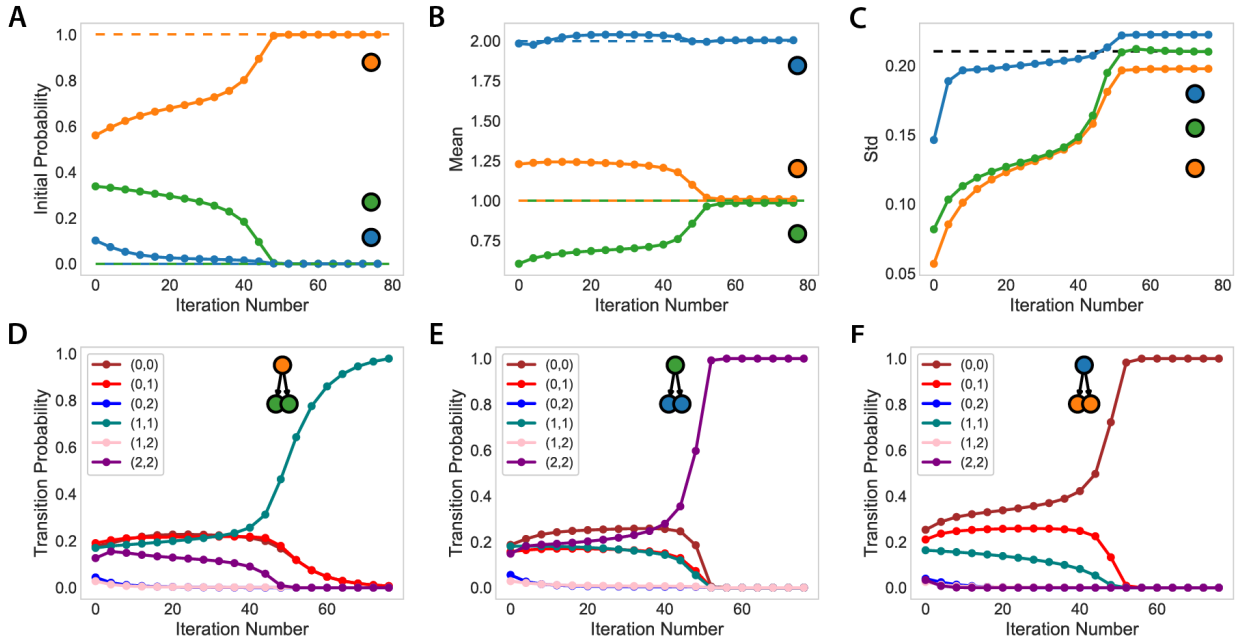 A
Initial Probability
1.0
0.8
0.6
0.4
0.2
0.0
0 20 40 60 80
Iteration Number
B
Mean
2.00
1.75
1.50
1.25
1.00
0.75
0 20 40 60 80
Iteration Number
C
Std
0.20
0.15
0.10
0.05
0 20 40 60 80
Iteration Number
D
Transition Probability
1.0
0.8
0.6
0.4
0.2
0.0
(0,0)
(0,1)
(0,2)
(1,1)
(1,2)
(2,2)
0 20 40 60
Iteration Number
E
Transition Probability
1.0
0.8
0.6
0.4
0.2
0.0
(0,0)
(0,1)
(0,2)
(1,1)
(1,2)
(2,2)
0 20 40 60
Iteration Number
F
Transition Probability
1.0
0.8
0.6
0.4
0.2
0.0
(0,0)
(0,1)
(0,2)
(1,1)
(1,2)
(2,2)
0 20 40 60
Iteration Number